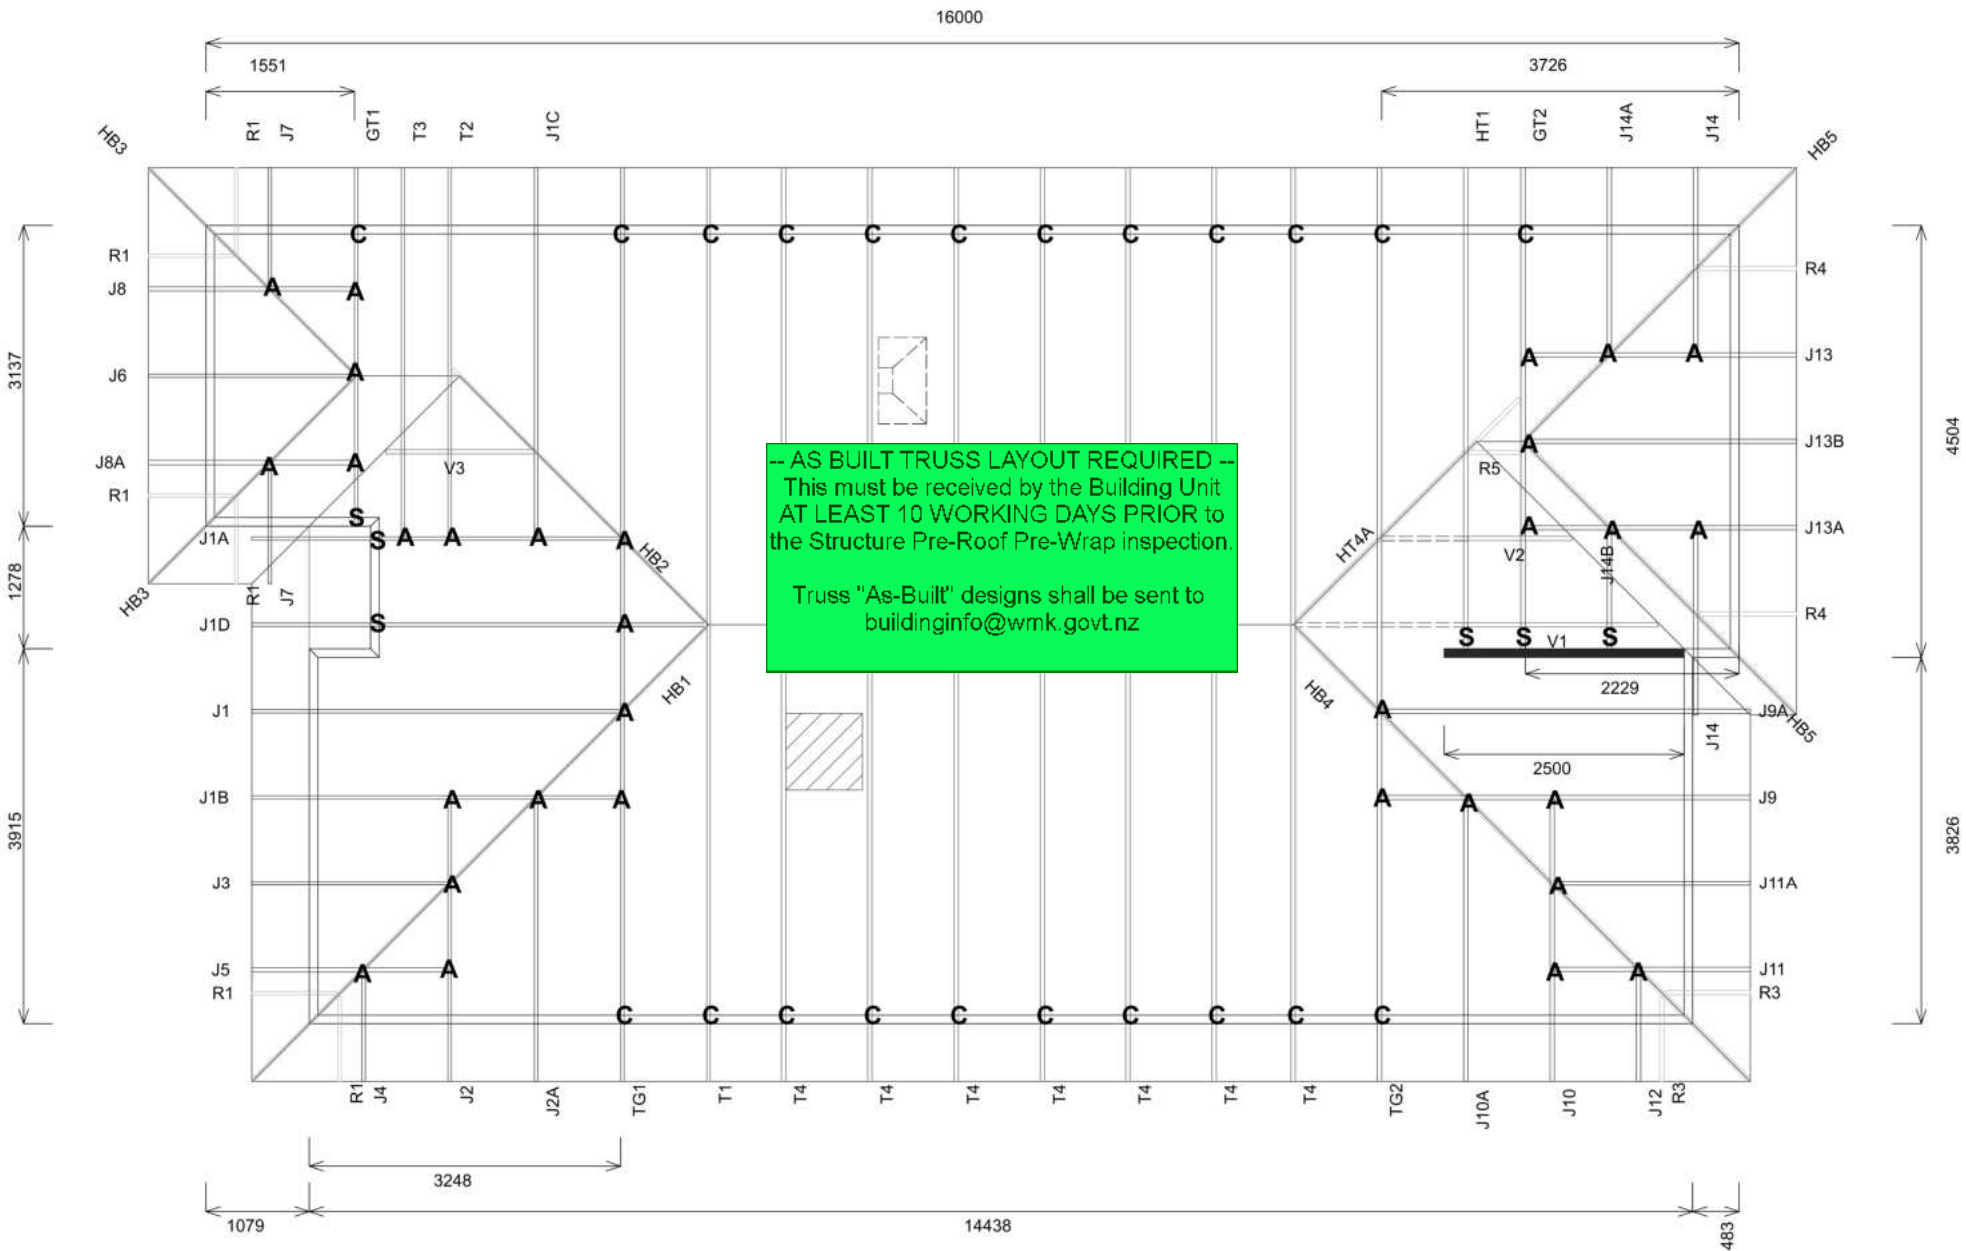 16000
1551
3726
HB3
R1
J7
GT1
T3
T2
J1C
HT1
GT2
J14A
J14
HB5
C
C
C
C
C
C
C
C
C
C
C
C
R1
R4
J8
A
A
3137
J6
A
A
A
A
J13
4504
A
J13B
J8A
A
A
V3
R5
R1
-- AS BUILT TRUSS LAYOUT REQUIRED --
This must be received by the Building Unit
AT LEAST 10 WORKING DAYS PRIOR to
the Structure Pre-Roof Pre-Wrap inspection.
Truss "As-Built" designs shall be sent to
buildinginfo@wmk.govt.nz
S
J1A
S
A
A
A
A
HB2
HT4A
A
A
A
J13A
V2
J14B
1278
HB3
R1
J7
J1D
S
A
S
S
S
V1
R4
2229
HB1
HB4
J1
A
A
J9A
HB5
J14
2500
J1B
A
A
A
A
A
A
J9
3915
3826
J3
A
A
J11A
J5
A
A
A
A
J11
R1
R3
C
C
C
C
C
C
C
C
C
C
R1
J4
J2
J2A
TG1
T1
T4
T4
T4
T4
T4
T4
T4
TG2
J10A
J10
J12
R3
3248
1079
14438
483